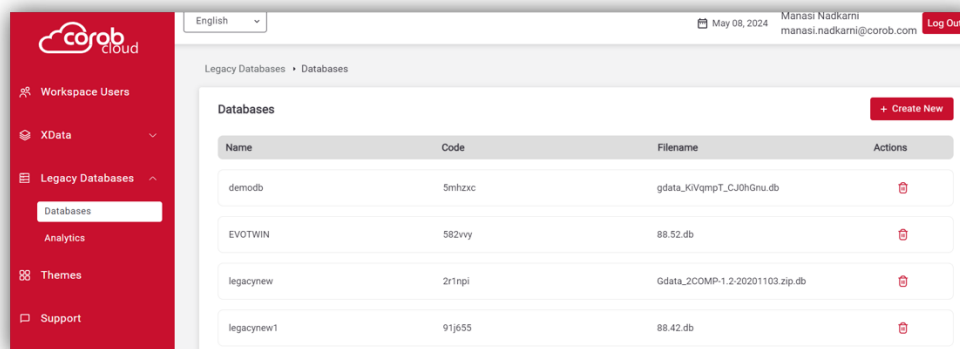 corob
cloud
English
May 08, 2024
Manasi Nadkarni
manasi.nadkarni@corob.com
Log Out
Workspace Users
XData
Legacy Databases
Databases
Analytics
Themes
Support
Legacy Databases • Databases
Databases
+ Create New
Name Code Filename Actions
demodb 5mhzxc gdata_KiVqmpT_CJ0hGnu.db
EVOTWIN 582vvy 88.52.db
legacynew 2r1npi Gdata_2COMP-1.2-20201103.zip.db
legacynew1 91j655 88.42.db